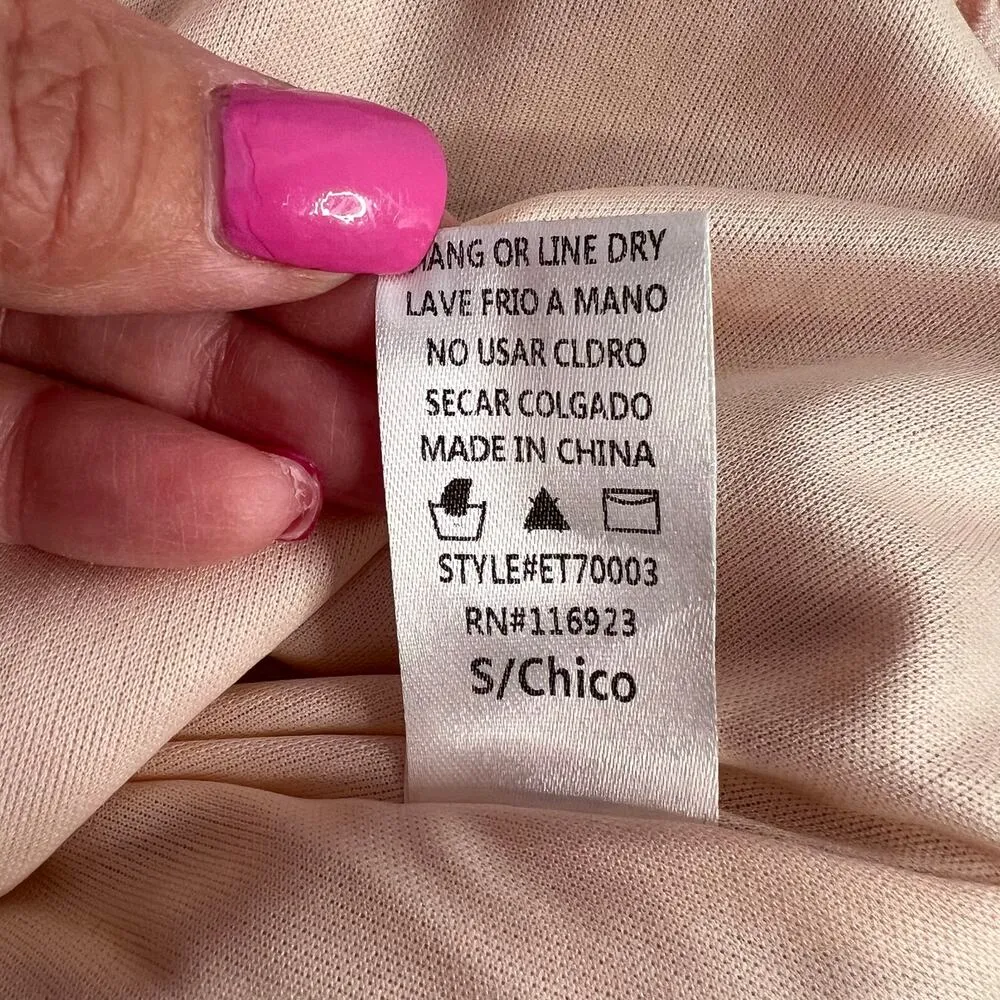 HANG OR LINE DRY
LAVE FRIO A MANO
NO USAR CLDRO
SECAR COLGADO
MADE IN CHINA
STYLE#ET70003
RN#116923
S/Chico